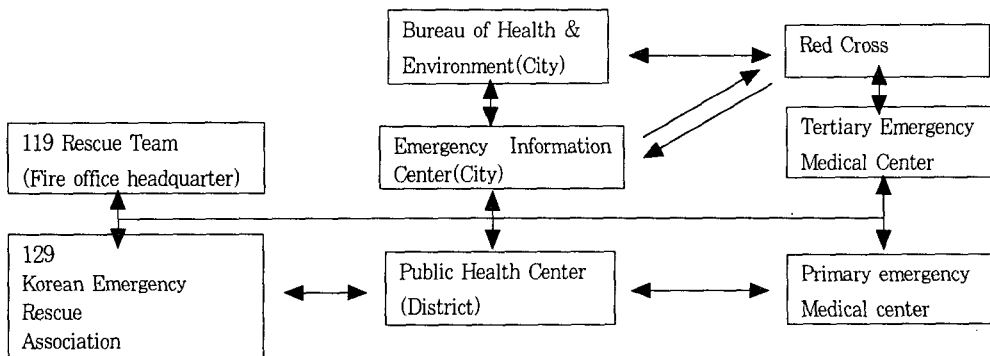 Bureau of Health &
Environment(City)
Red Cross
119 Rescue Team
(Fire office headquarter)
Emergency Information
Center(City)
Tertiary Emergency
Medical Center
129
Korean Emergency
Rescue
Association
Public Health Center
(District)
Primary emergency
Medical center